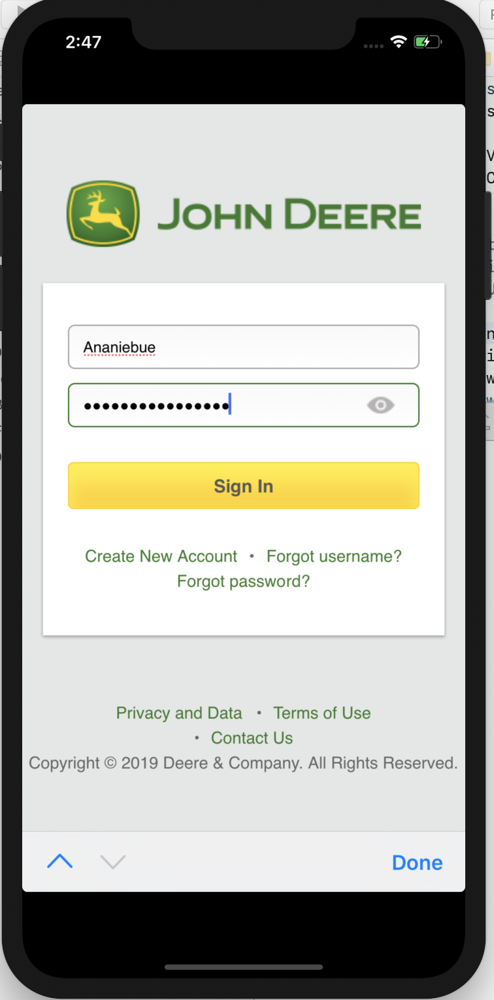 2:47
JOHN DEERE
Ananiebue
••••••••••••••••
Sign In
Create New Account • Forgot username?
Forgot password?
Privacy and Data • Terms of Use
• Contact Us
Copyright © 2019 Deere & Company. All Rights Reserved.
Done